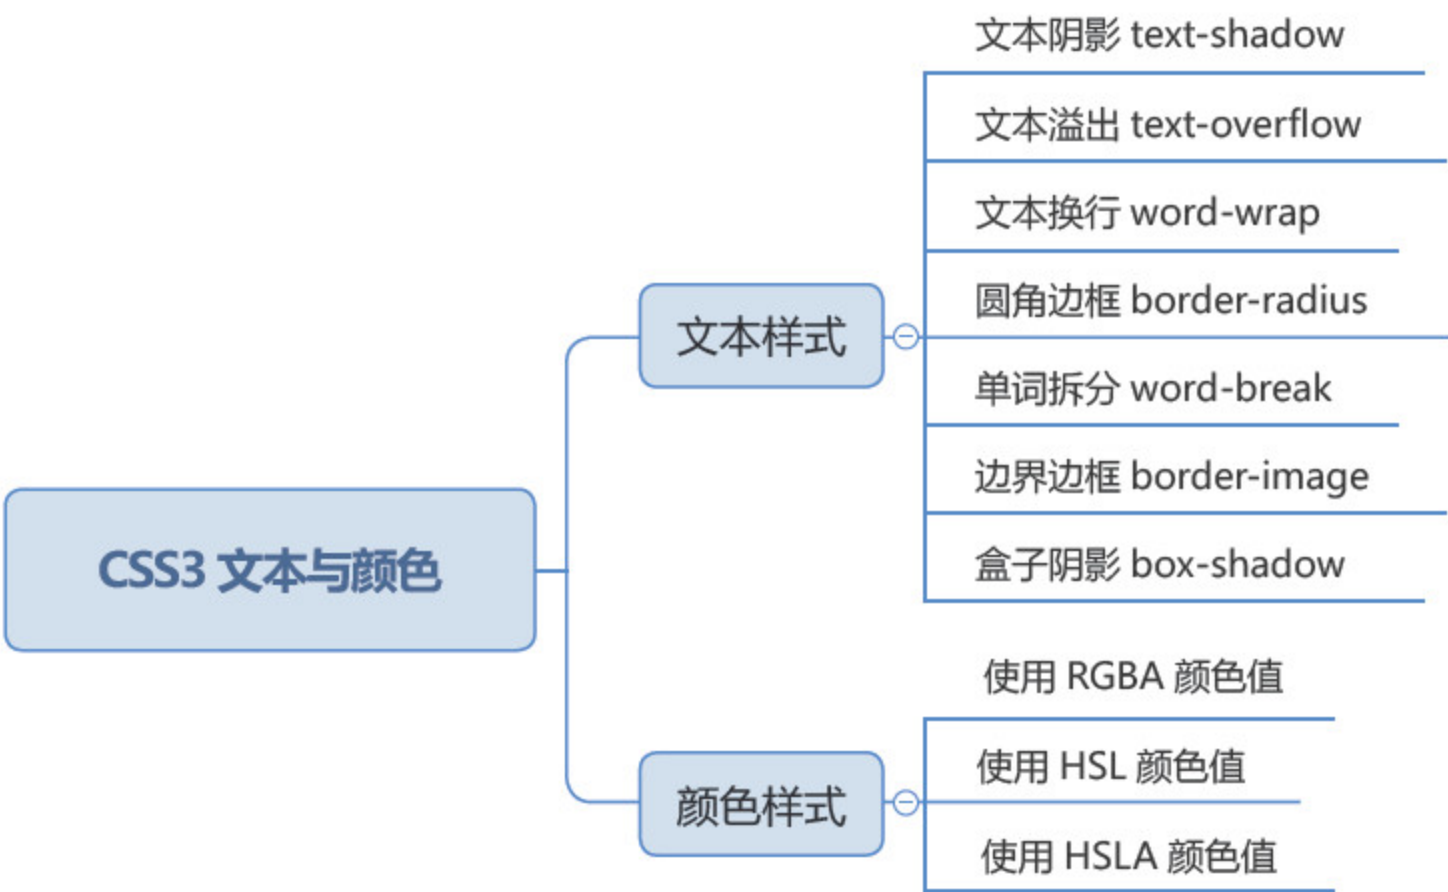 CSS3 文本与颜色
文本样式
文本阴影 text-shadow
文本溢出 text-overflow
文本换行 word-wrap
圆角边框 border-radius
单词拆分 word-break
边界边框 border-image
盒子阴影 box-shadow
颜色样式
使用 RGBA 颜色值
使用 HSL 颜色值
使用 HSLA 颜色值